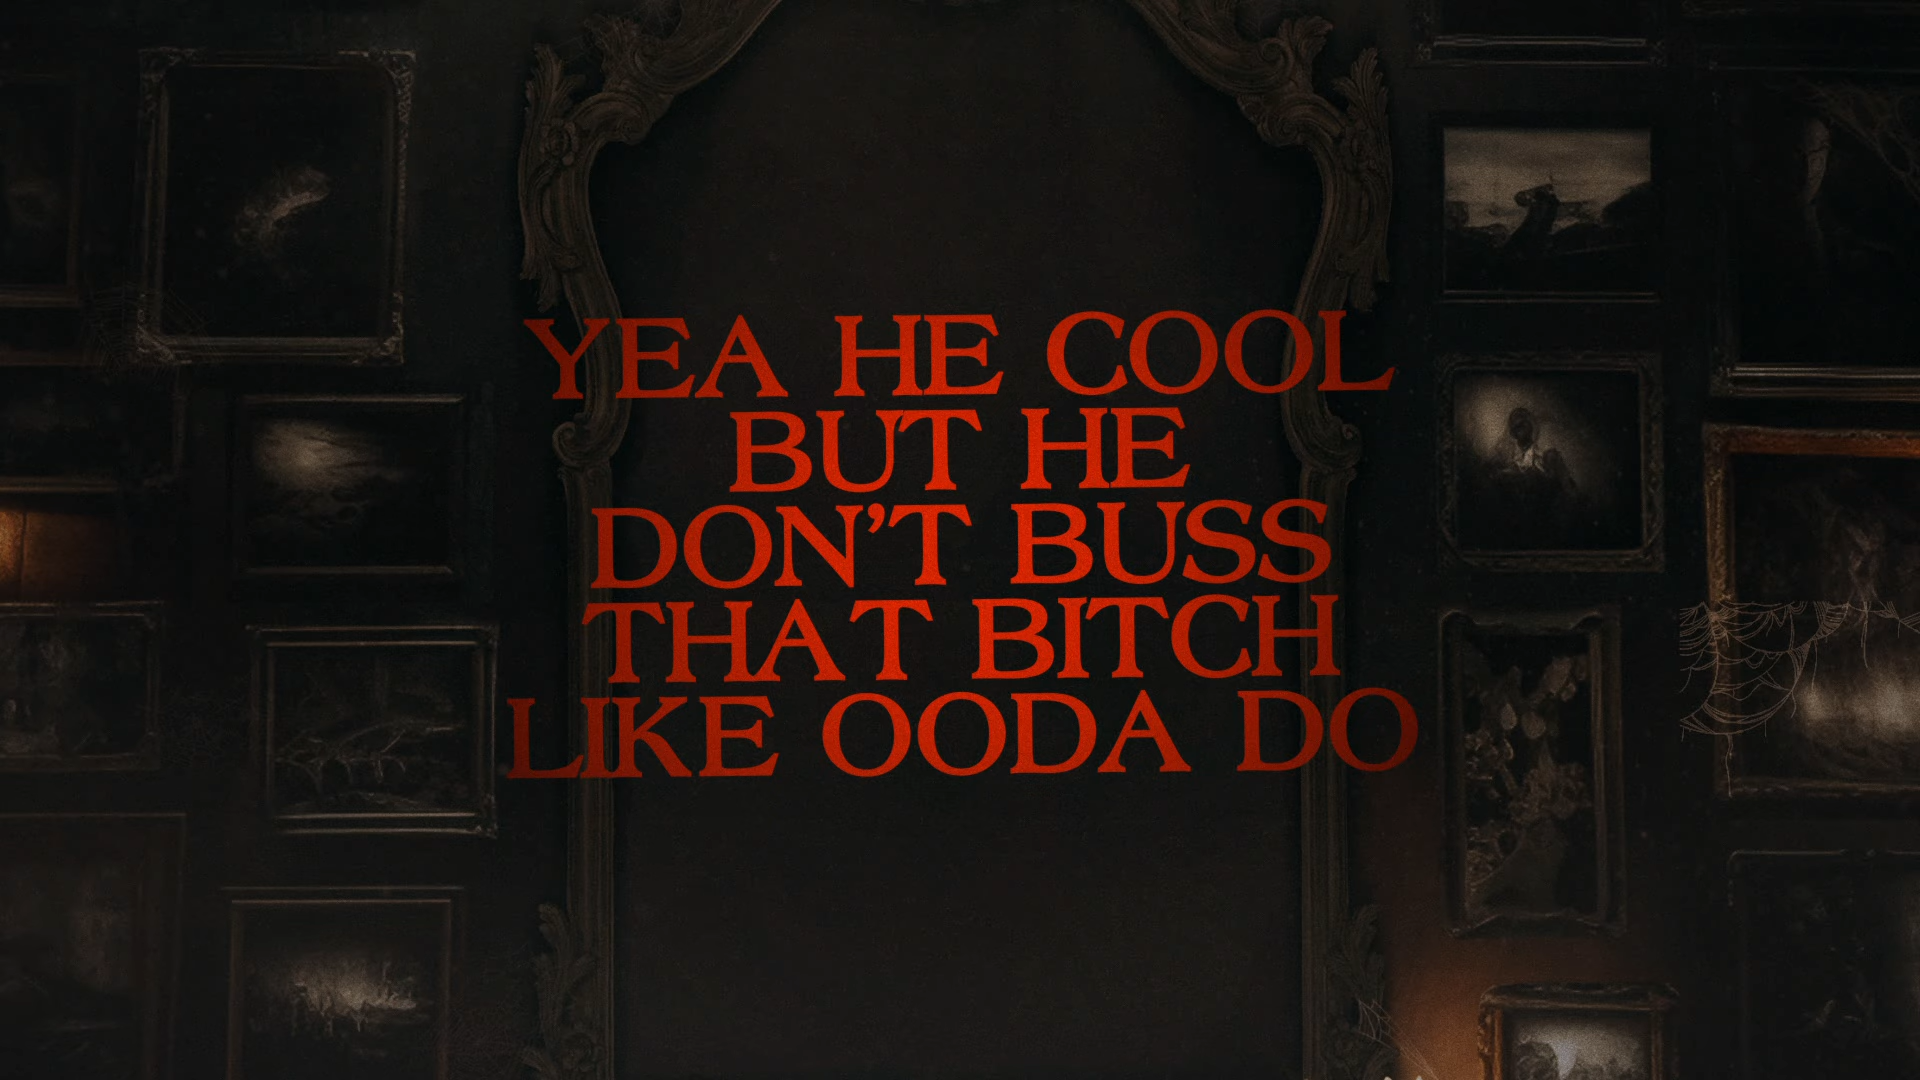 YEA HE COOL
BUT HE
DON'T BUSS
THAT BITCH
LIKE OODA DO